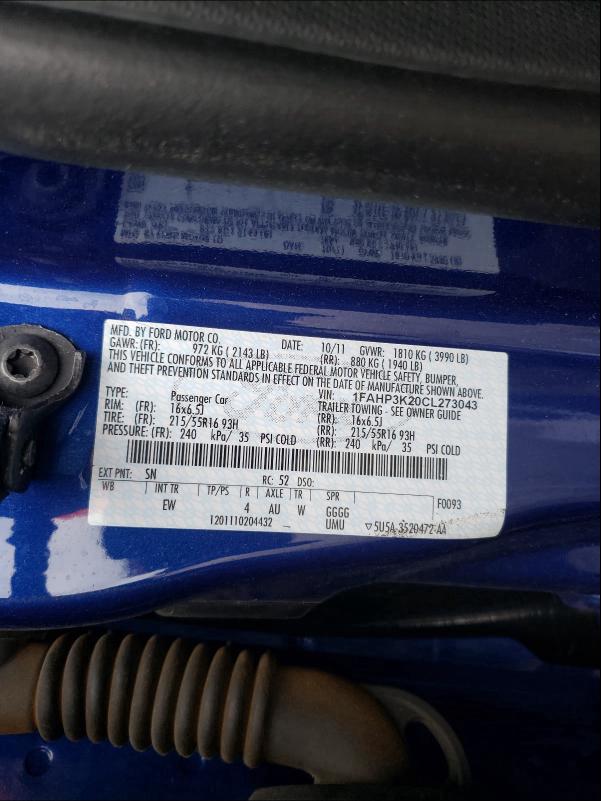 MFD. BY FORD MOTOR CO.
DATE: 10/11 GVWR: 1810 KG ( 3990 LB)
GAWR: (FR): 972 KG ( 2143 LB) (RR): 880 KG ( 1940 LB)
THIS VEHICLE CONFORMS TO ALL APPLICABLE FEDERAL MOTOR VEHICLE SAFETY, BUMPER,
AND THEFT PREVENTION STANDARDS IN EFFECT ON THE DATE OF MANUFACTURE SHOWN ABOVE.
VIN: 1FAHP3K20CL273043
TYPE: Passenger Car TRAILER TOWING - SEE OWNER GUIDE
RIM: (FR): 16x6.5J (RR): 16x6.5J
TIRE: (FR): 215/55R16 93H (RR): 215/55R16 93H
PRESSURE: (FR): 240 kPa/ 35 PSI COLD (RR): 240 kPa/ 35 PSI COLD
EXT PNT: SN RC: 52 DSO:
WB INT TR TP/PS R AXLE TR SPR F0093
EW 4 AU W GGGG
1201110204432 UMU ▽5U5A-3520472-AA